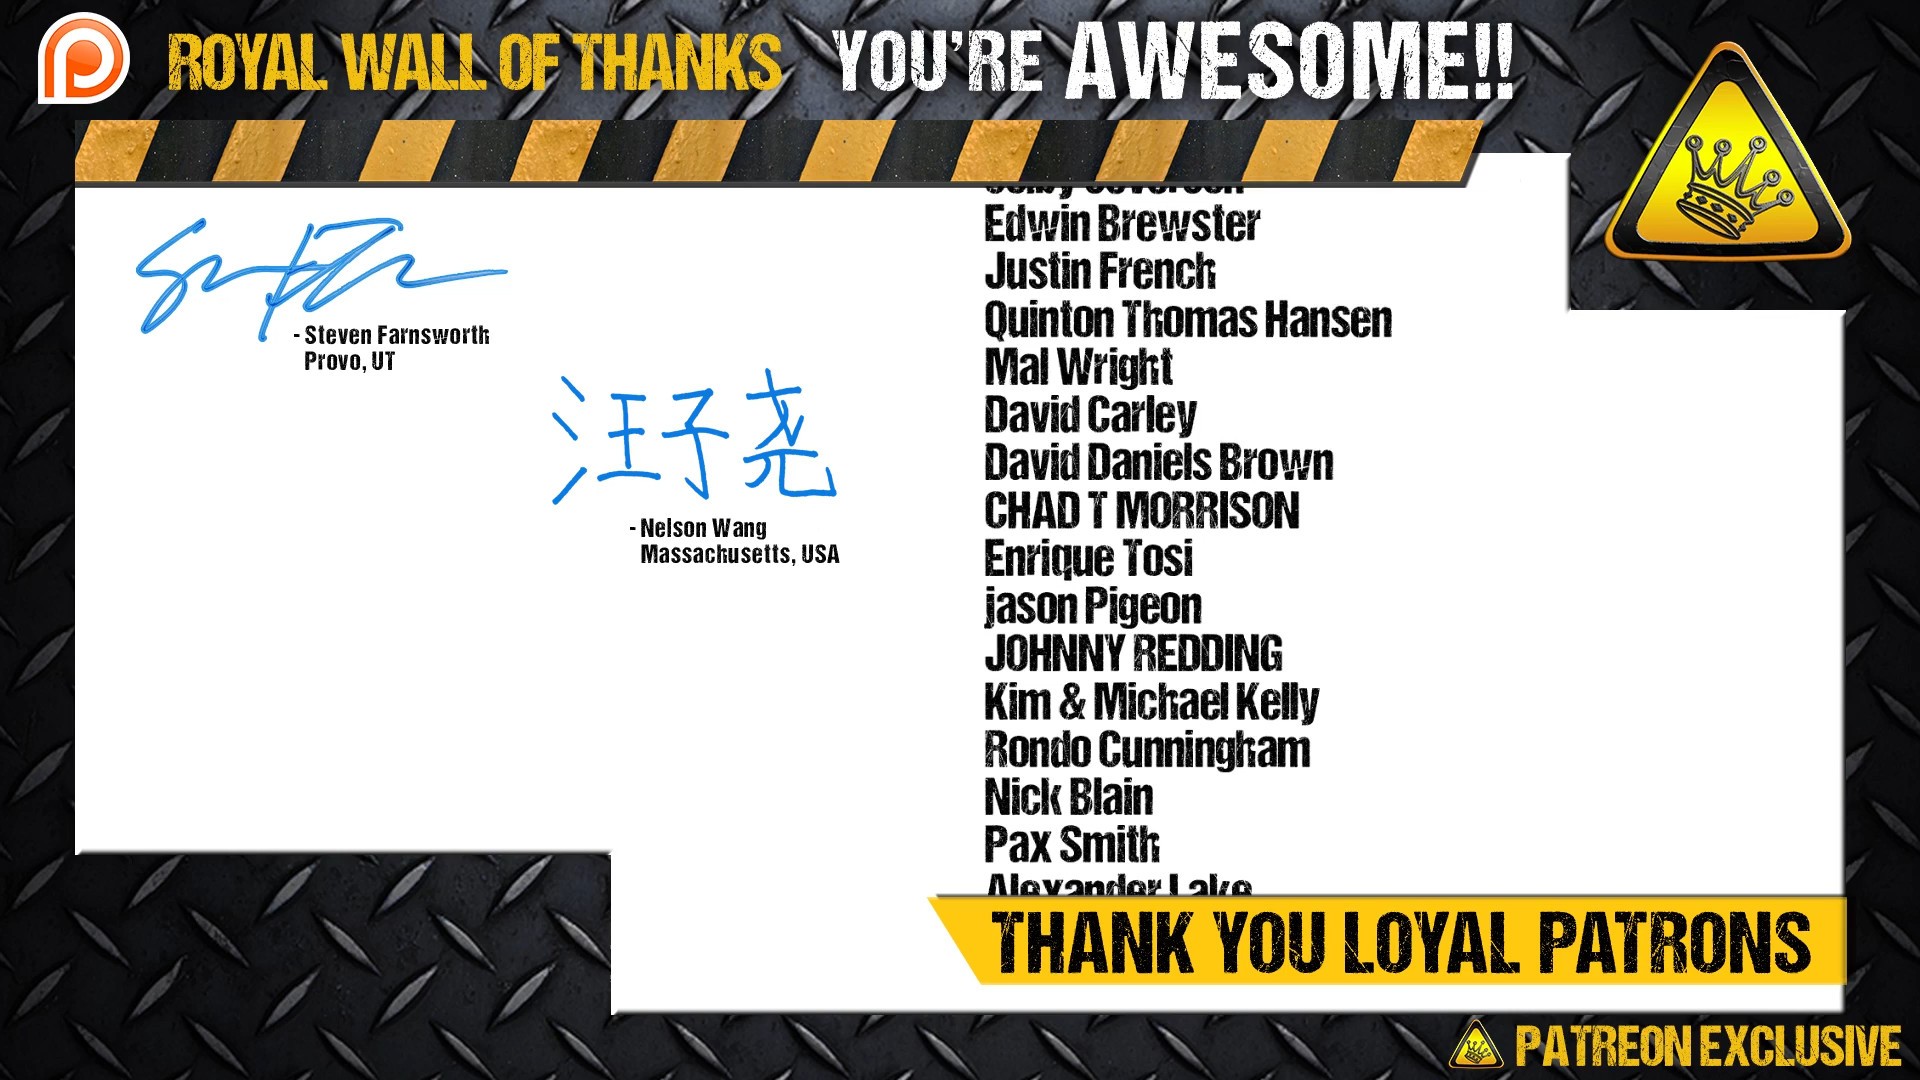 ROYAL WALL OF THANKS YOU'RE AWESOME!!
- Steven Farnsworth
Provo, UT
汪子尧
- Nelson Wang
Massachusetts, USA
Edwin Brewster
Justin French
Quinton Thomas Hansen
Mal Wright
David Carley
David Daniels Brown
CHAD T MORRISON
Enrique Tosi
jason Pigeon
JOHNNY REDDING
Kim & Michael Kelly
Rondo Cunningham
Nick Blain
Pax Smith
Alexander Lake
THANK YOU LOYAL PATRONS
PATREON EXCLUSIVE